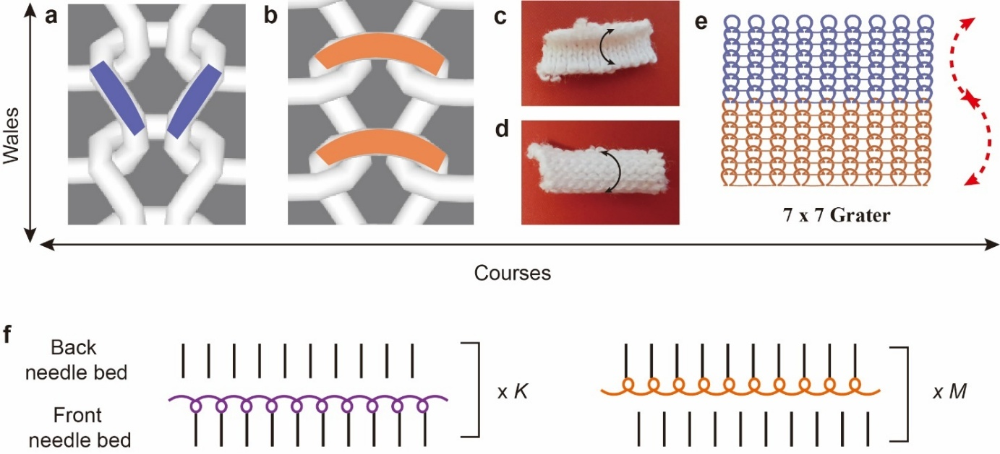 a
b
c
d
e
Wales
7 x 7 Grater
Courses
f
Back
needle bed
x K
x M
Front
needle bed